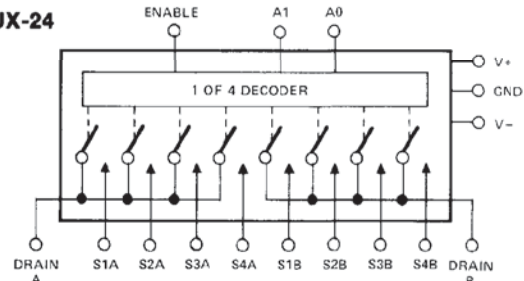 UX-24
ENABLE A1 A0
V+
1 OF 4 DECODER
GND
V−
DRAIN A S1A S2A S3A S4A S1B S2B S3B S4B DRAIN